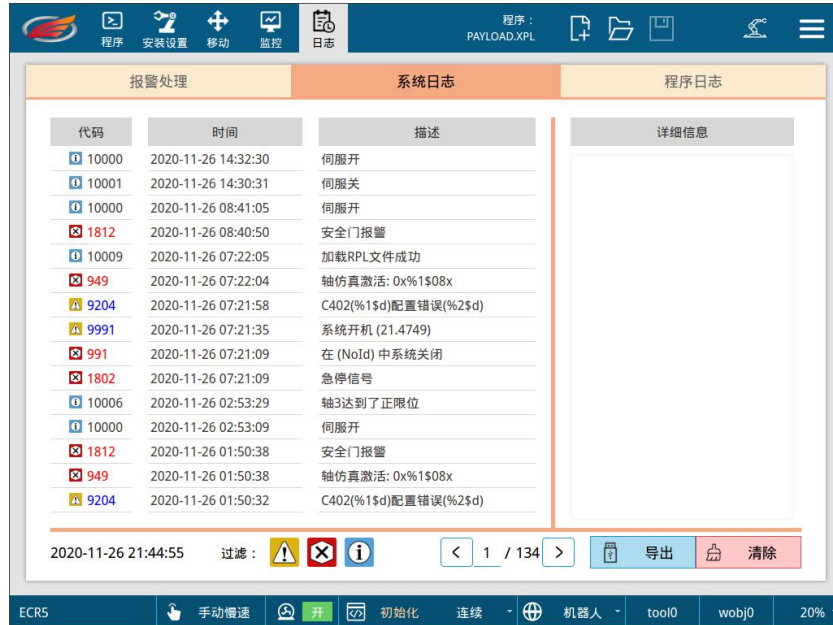 程序 安装设置 移动 监控 日志 程序：
PAYLOAD.XPL
报警处理 系统日志 程序日志
代码 时间 描述 详细信息
10000 2020-11-26 14:32:30 伺服开
10001 2020-11-26 14:30:31 伺服关
10000 2020-11-26 08:41:05 伺服开
1812 2020-11-26 08:40:50 安全门报警
10009 2020-11-26 07:22:05 加载RPL文件成功
949 2020-11-26 07:22:04 轴仿真激活: 0x%1$08x
9204 2020-11-26 07:21:58 C402(%1$d)配置错误(%2$d)
9991 2020-11-26 07:21:35 系统开机 (21.4749)
991 2020-11-26 07:21:09 在 (NoId) 中系统关闭
1802 2020-11-26 07:21:09 急停信号
10006 2020-11-26 02:53:29 轴3达到了正限位
10000 2020-11-26 02:53:09 伺服开
1812 2020-11-26 01:50:38 安全门报警
949 2020-11-26 01:50:38 轴仿真激活: 0x%1$08x
9204 2020-11-26 01:50:32 C402(%1$d)配置错误(%2$d)
2020-11-26 21:44:55 过滤： < 1 / 134 > 导出 清除
ECR5 手动慢速 开 初始化 连续 机器人 tool0 wobj0 20%